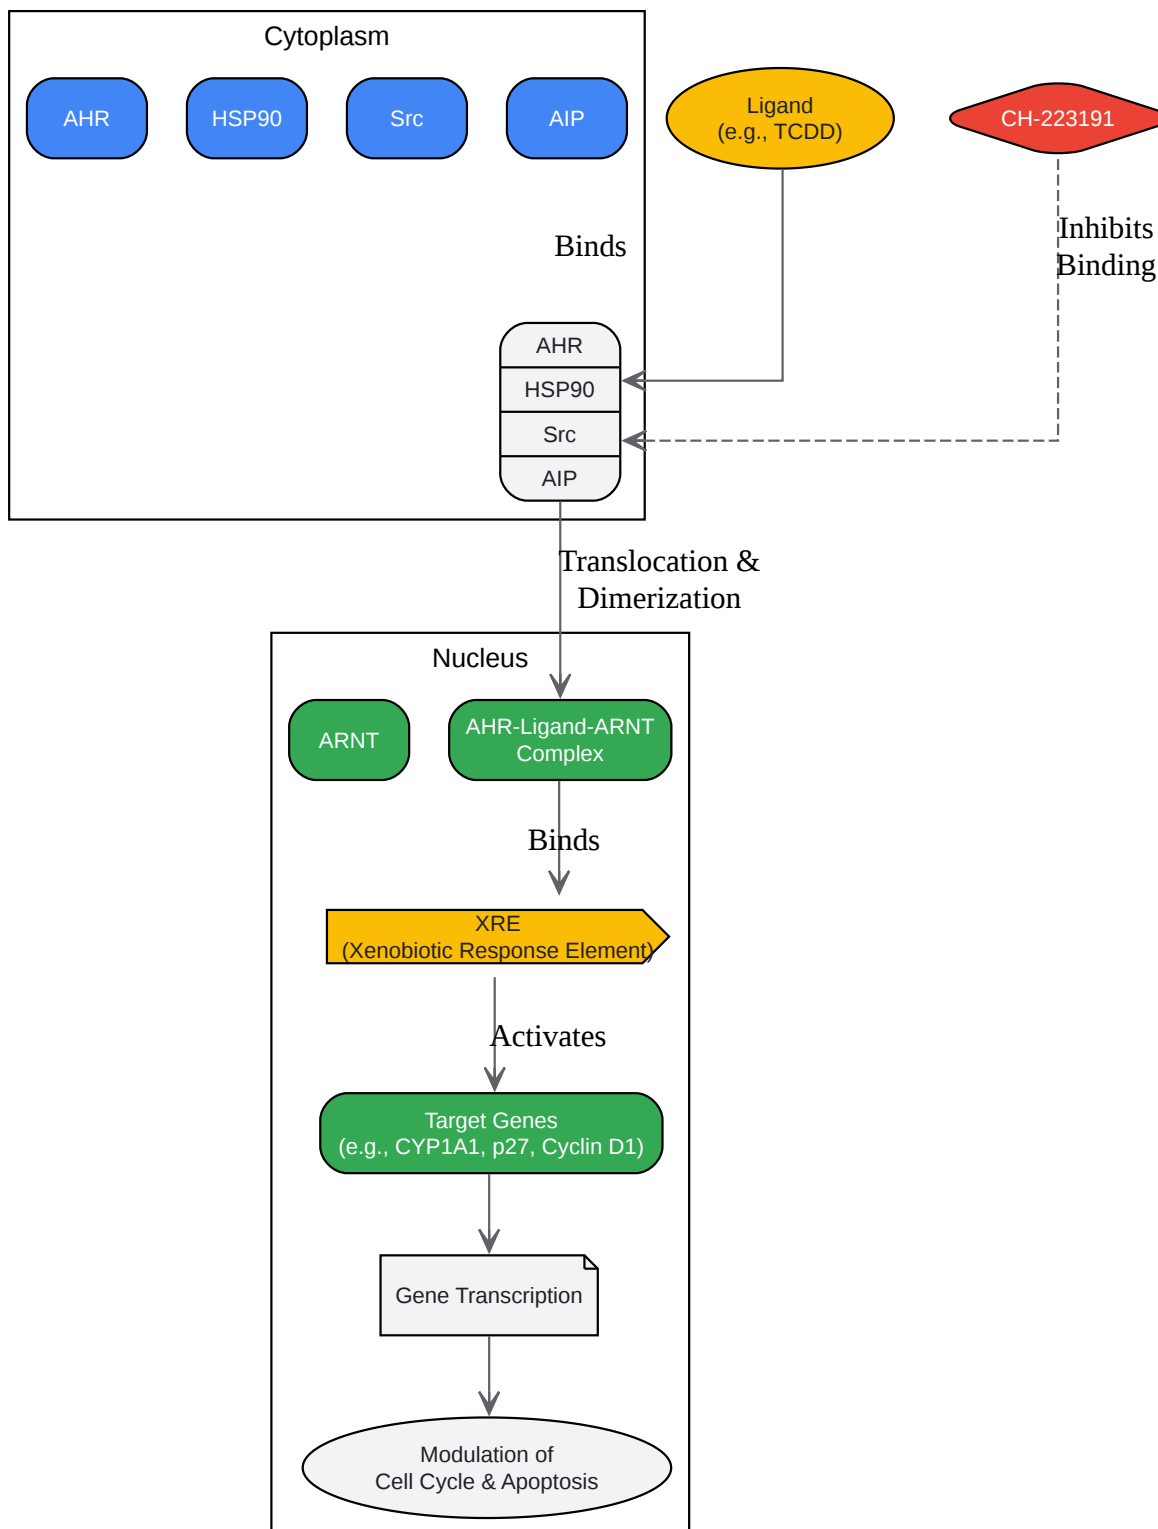 Cytoplasm
AHR
HSP90
Src
AIP
Ligand
(e.g., TCDD)
CH-223191
Binds
Inhibits
Binding
AHR
HSP90
Src
AIP
Translocation &
Dimerization
Nucleus
ARNT
AHR-Ligand-ARNT
Complex
Binds
XRE
(Xenobiotic Response Element)
Activates
Target Genes
(e.g., CYP1A1, p27, Cyclin D1)
Gene Transcription
Modulation of
Cell Cycle & Apoptosis